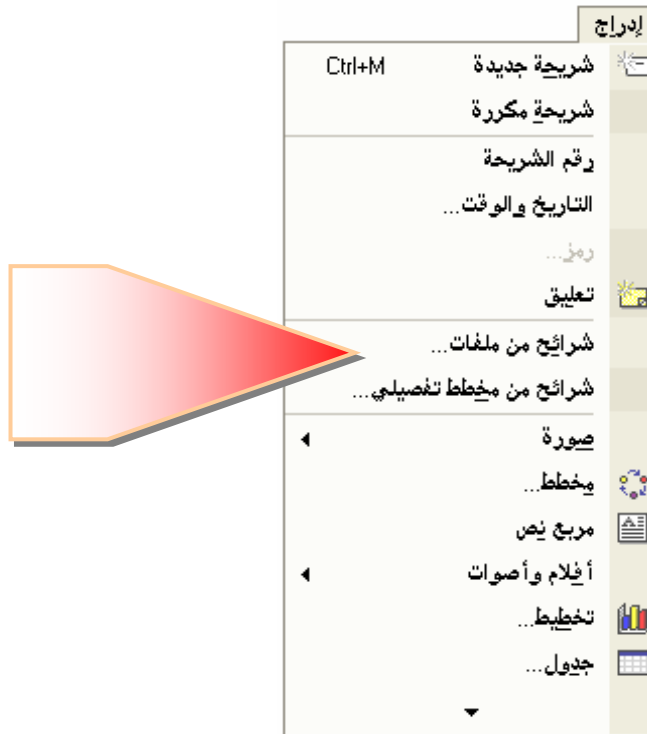 إدراج
شريحة جديدة Ctrl+M
شريحة مكررة
رقم الشريحة
التاريخ والوقت...
رمز...
تعليق
شرائح من ملفات...
شرائح من مخطط تفصيلي...
صورة
مخطط...
مربع نص
أفلام وأصوات
تخطيط...
جدول...